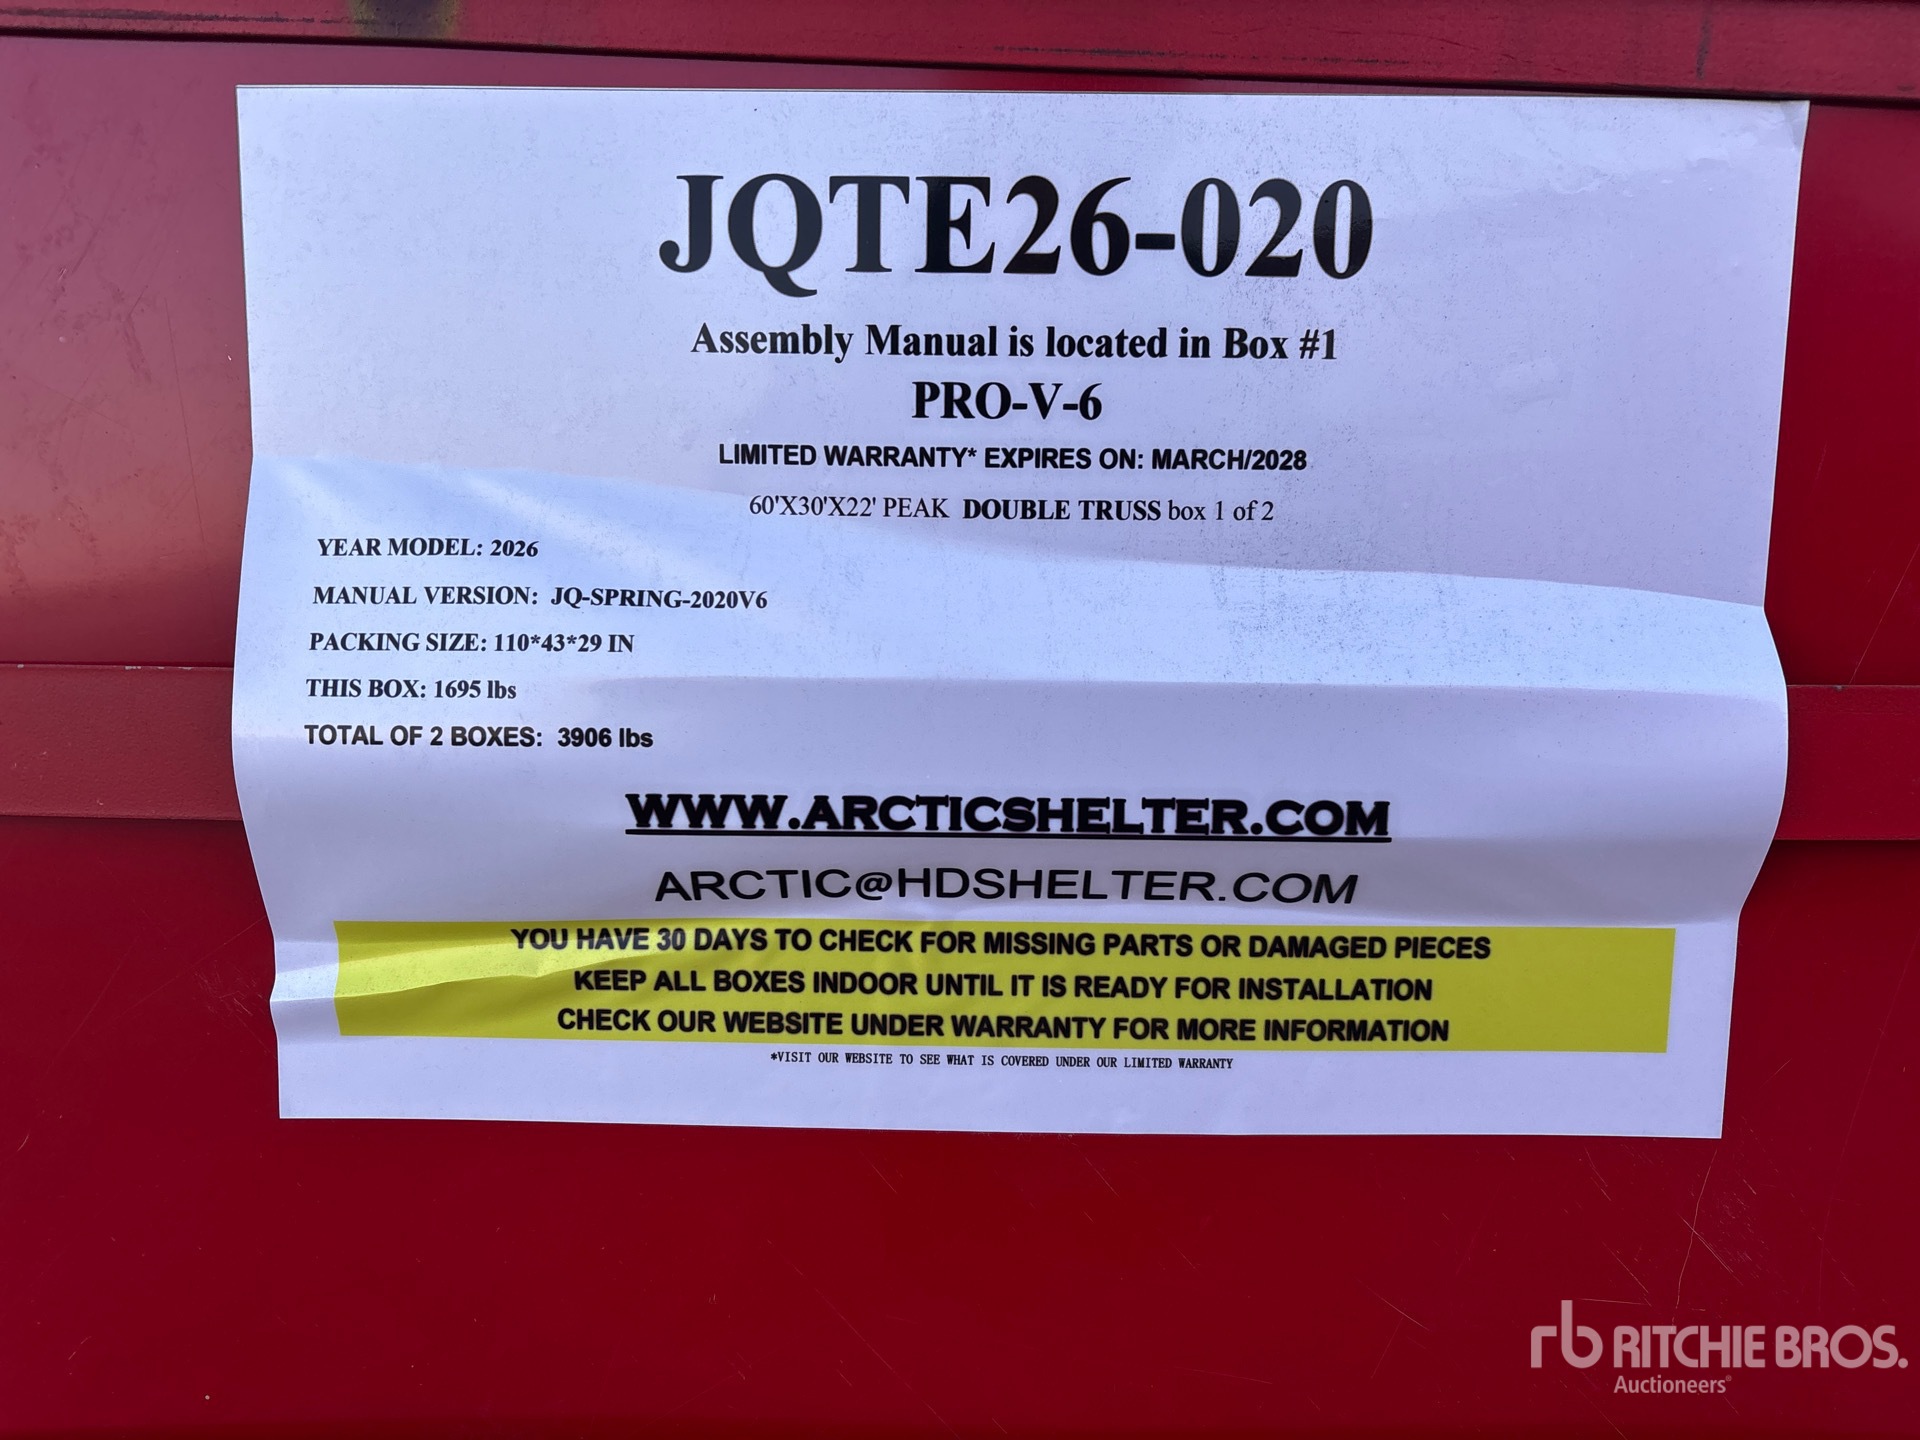 JQTE26-020
Assembly Manual is located in Box #1
PRO-V-6
LIMITED WARRANTY* EXPIRES ON: MARCH/2028
60'X30'X22' PEAK DOUBLE TRUSS box 1 of 2
YEAR MODEL: 2026
MANUAL VERSION: JQ-SPRING-2020V6
PACKING SIZE: 110*43*29 IN
THIS BOX: 1695 lbs
TOTAL OF 2 BOXES: 3906 lbs
WWW.ARCTICSHELTER.COM
ARCTIC@HDSHELTER.COM
YOU HAVE 30 DAYS TO CHECK FOR MISSING PARTS OR DAMAGED PIECES
KEEP ALL BOXES INDOOR UNTIL IT IS READY FOR INSTALLATION
CHECK OUR WEBSITE UNDER WARRANTY FOR MORE INFORMATION
*VISIT OUR WEBSITE TO SEE WHAT IS COVERED UNDER OUR LIMITED WARRANTY
rb RITCHIE BROS.
Auctioneers®